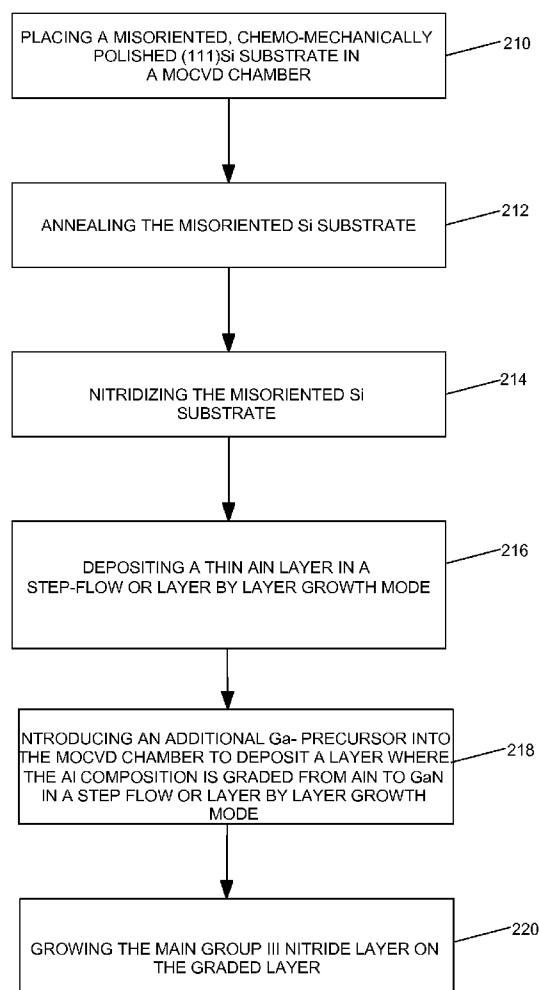 PLACING A MISORIENTED, CHEMO-MECHANICALLY
POLISHED (111)Si SUBSTRATE IN
A MOCVD CHAMBER
210
ANNEALING THE MISORIENTED Si SUBSTRATE
212
NITRIDIZING THE MISORIENTED Si
SUBSTRATE
214
DEPOSITING A THIN AlN LAYER IN A
STEP-FLOW OR LAYER BY LAYER GROWTH MODE
216
NTRODUCING AN ADDITIONAL Ga- PRECURSOR INTO
THE MOCVD CHAMBER TO DEPOSIT A LAYER WHERE
THE Al COMPOSITION IS GRADED FROM AlN TO GaN
IN A STEP FLOW OR LAYER BY LAYER GROWTH
MODE
218
GROWING THE MAIN GROUP III NITRIDE LAYER ON
THE GRADED LAYER
220